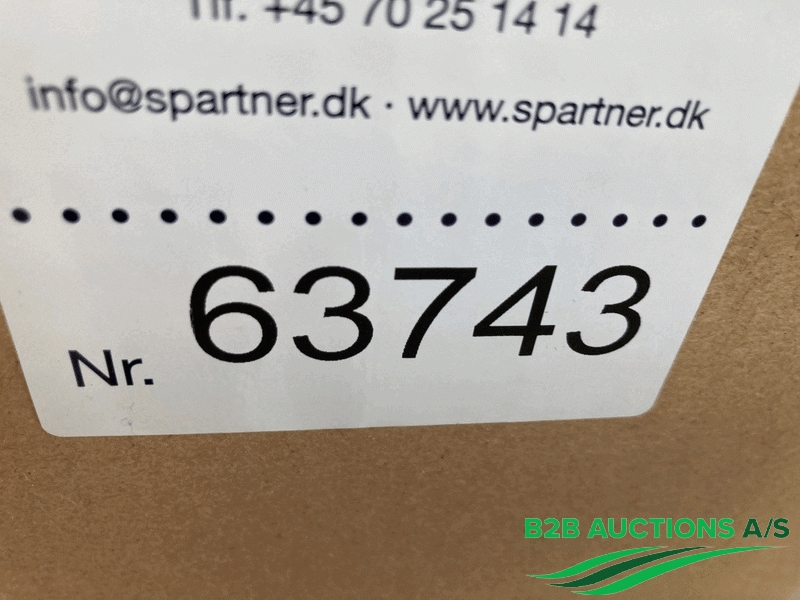 Tlf. +45 70 25 14 14
info@spartner.dk · www.spartner.dk
Nr. 63743
B2B AUCTIONS A/S